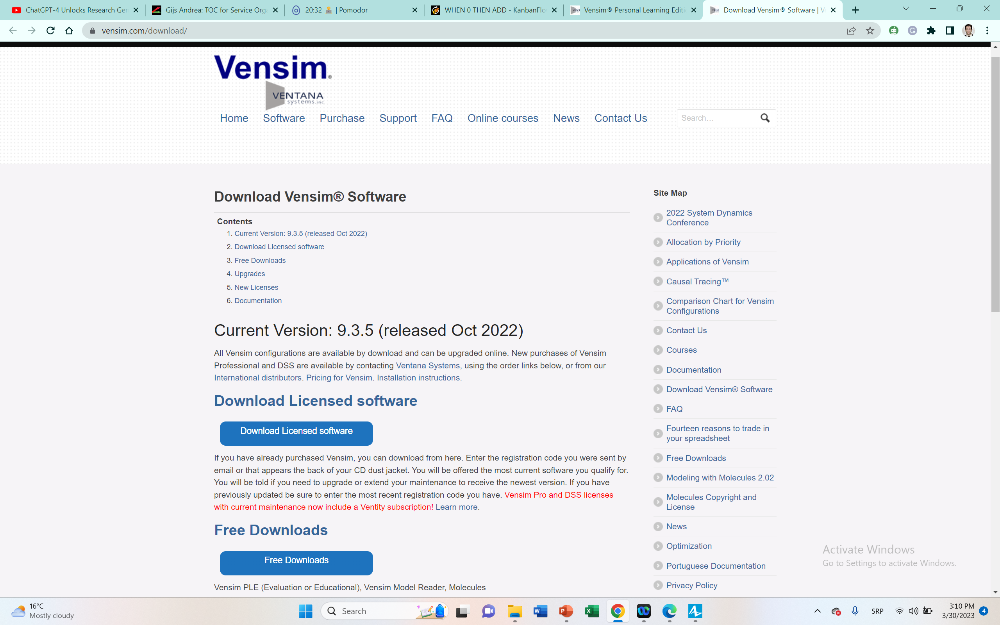 ChatGPT-4 Unlocks Research Ger
Gijs Andrea: TOC for Service Orga
20:32 | Pomodor
WHEN 0 THEN ADD - KanbanFlo
Vensim® Personal Learning Editi
Download Vensim® Software | V
vensim.com/download/
Vensim®
VENTANA
systems.inc
Home Software Purchase Support FAQ Online courses News Contact Us Search...
Download Vensim® Software
Contents
1. Current Version: 9.3.5 (released Oct 2022)
2. Download Licensed software
3. Free Downloads
4. Upgrades
5. New Licenses
6. Documentation
Current Version: 9.3.5 (released Oct 2022)
All Vensim configurations are available by download and can be upgraded online. New purchases of Vensim
Professional and DSS are available by contacting Ventana Systems, using the order links below, or from our
International distributors. Pricing for Vensim. Installation instructions.
Download Licensed software
Download Licensed software
If you have already purchased Vensim, you can download from here. Enter the registration code you were sent by
email or that appears the back of your CD dust jacket. You will be offered the most current software you qualify for.
You will be told if you need to upgrade or extend your maintenance to receive the newest version. If you have
previously updated be sure to enter the most recent registration code you have. Vensim Pro and DSS licenses
with current maintenance now include a Ventity subscription! Learn more.
Free Downloads
Free Downloads
Vensim PLE (Evaluation or Educational), Vensim Model Reader, Molecules
Site Map
2022 System Dynamics
Conference
Allocation by Priority
Applications of Vensim
Causal Tracing™
Comparison Chart for Vensim
Configurations
Contact Us
Courses
Documentation
Download Vensim® Software
FAQ
Fourteen reasons to trade in
your spreadsheet
Free Downloads
Modeling with Molecules 2.02
Molecules Copyright and
License
News
Optimization
Portuguese Documentation
Privacy Policy
Activate Windows
Go to Settings to activate Windows.
16°C
Mostly cloudy
Search
SRP
3:10 PM
3/30/2023
4